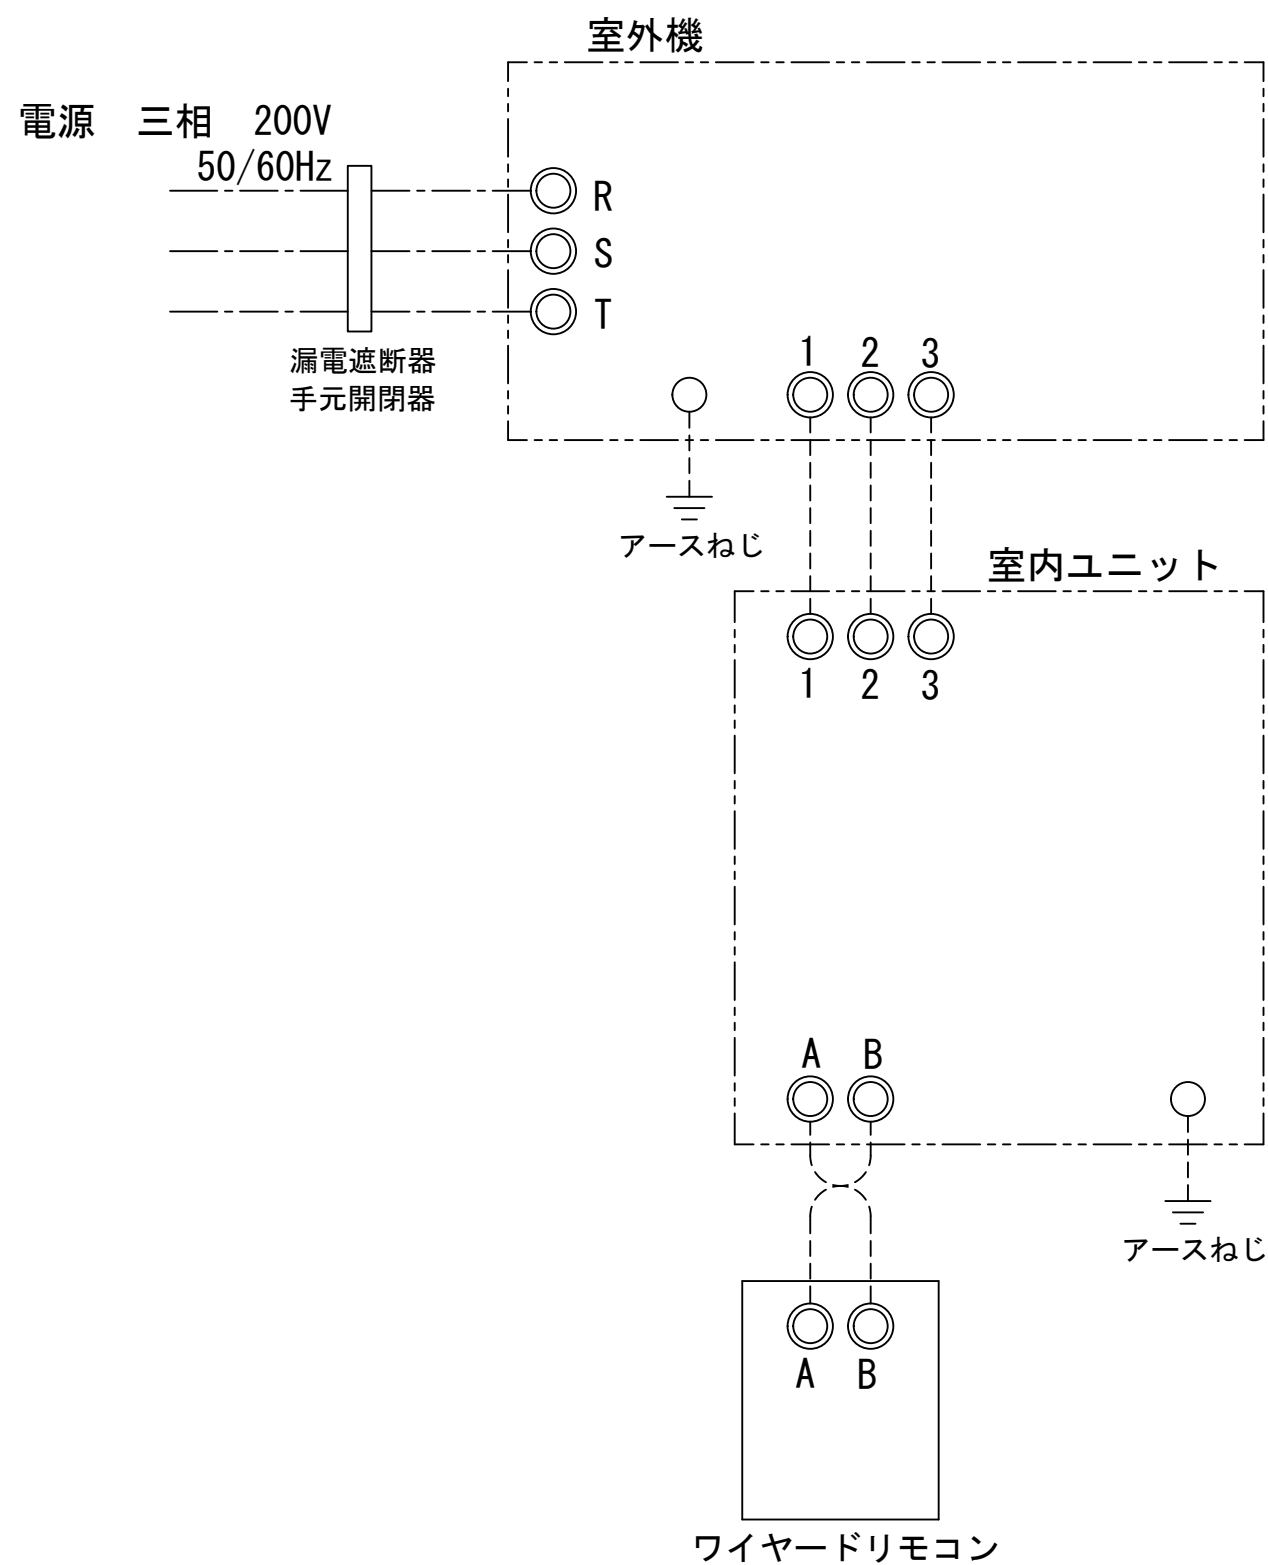 室外機
電源　三相　200V
50/60Hz
R
S
T
漏電遮断器
手元開閉器
1 2 3
アースねじ
室内ユニット
1 2 3
A B
アースねじ
A B
ワイヤードリモコン